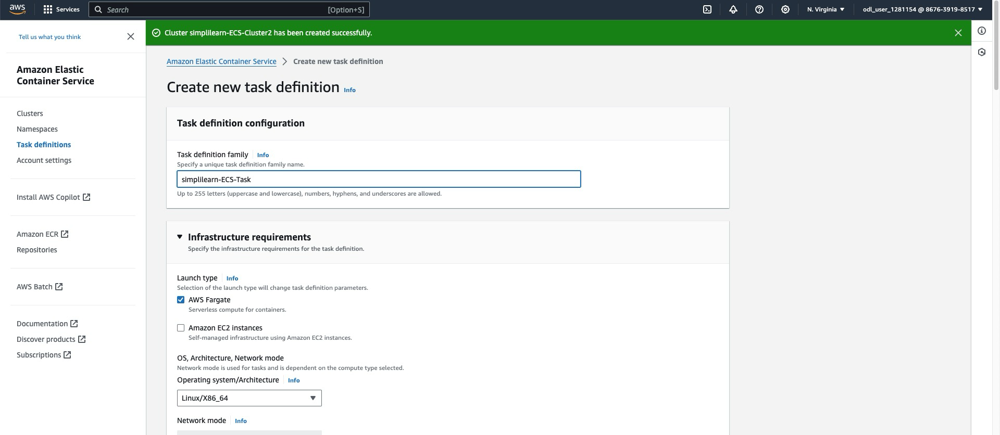 aws
Services
Search
[Option+S]
N. Virginia
odl_user_1281154 @ 8676-3919-8517
Tell us what you think
Cluster simplilearn-ECS-Cluster2 has been created successfully.
Amazon Elastic Container Service
Clusters
Namespaces
Task definitions
Account settings
Install AWS Copilot
Amazon ECR
Repositories
AWS Batch
Documentation
Discover products
Subscriptions
Amazon Elastic Container Service > Create new task definition
Create new task definition Info
Task definition configuration
Task definition family Info
Specify a unique task definition family name.
simplilearn-ECS-Task
Up to 255 letters (uppercase and lowercase), numbers, hyphens, and underscores are allowed.
Infrastructure requirements
Specify the infrastructure requirements for the task definition.
Launch type Info
Selection of the launch type will change task definition parameters.
AWS Fargate
Serverless compute for containers.
Amazon EC2 instances
Self-managed infrastructure using Amazon EC2 instances.
OS, Architecture, Network mode
Network mode is used for tasks and is dependent on the compute type selected.
Operating system/Architecture Info
Linux/X86_64
Network mode Info